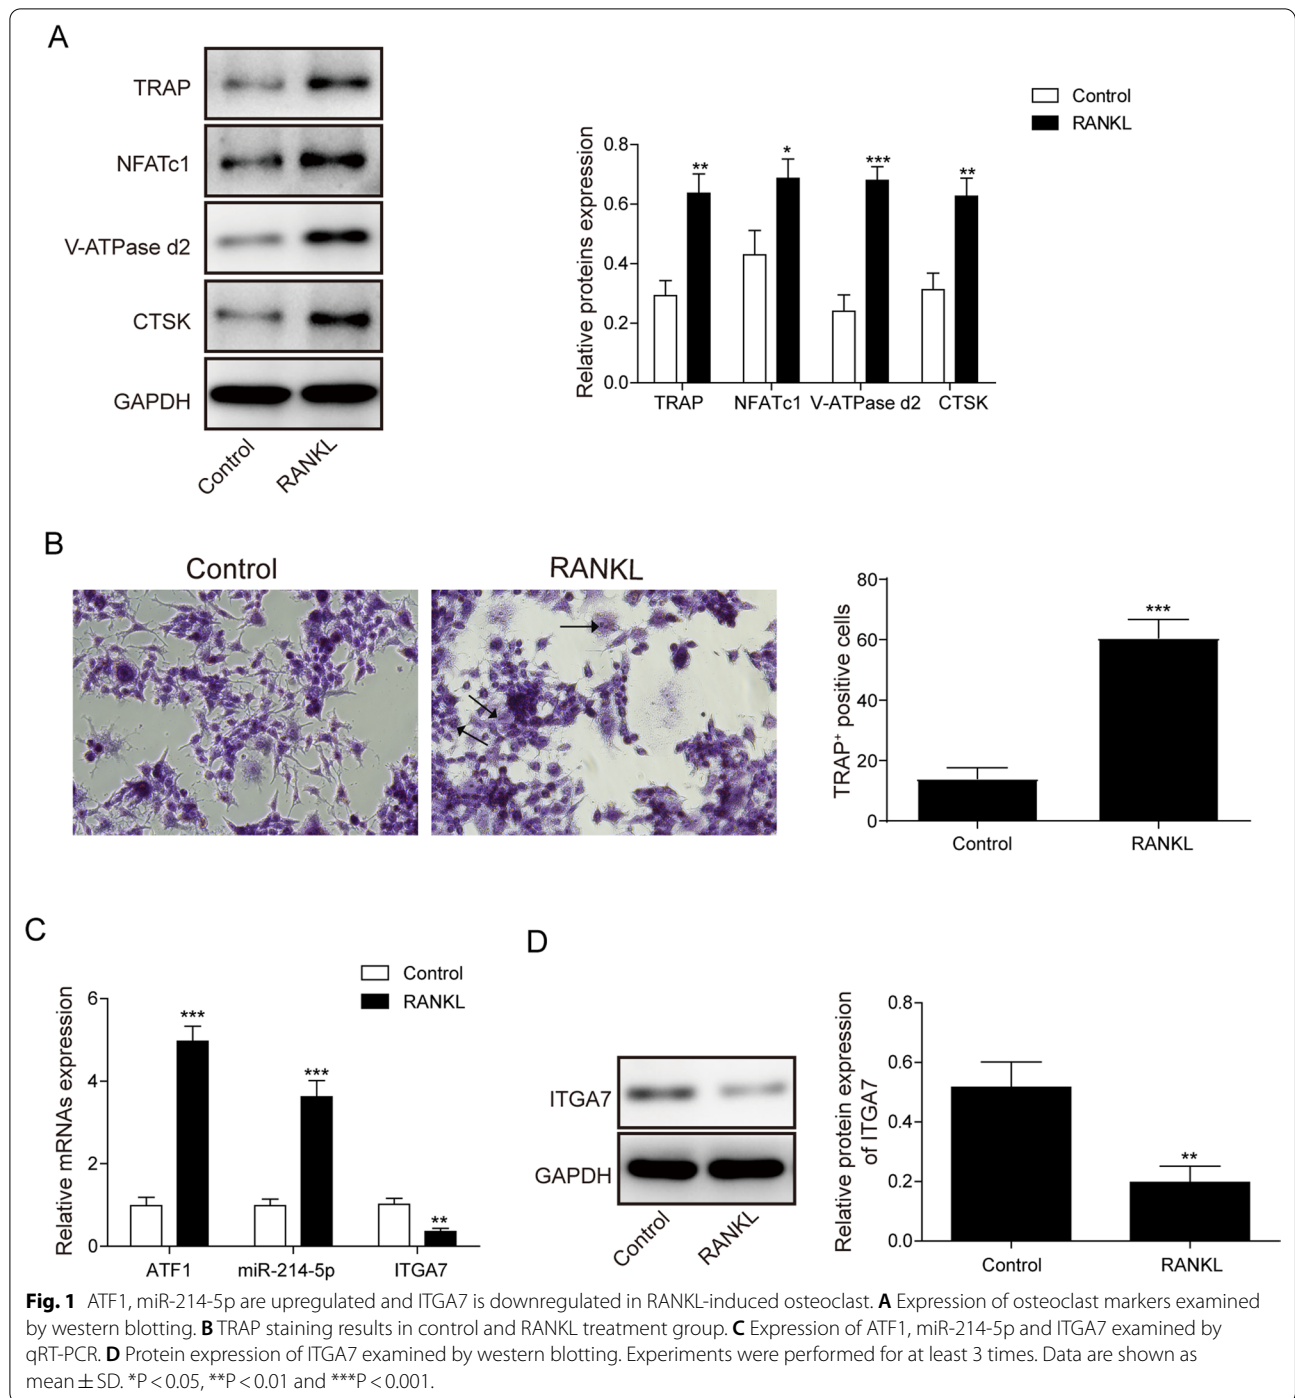 A
TRAP
NFATc1
V-ATPase d2
CTSK
GAPDH
Control
RANKL
Control
RANKL
Relative proteins expression
0.8
0.6
0.4
0.2
0.0
**
*
***
**
TRAP
NFATc1
V-ATPase d2
CTSK
B
Control
RANKL
TRAP⁺ positive cells
80
60
40
20
0
***
Control
RANKL
C
Control
RANKL
Relative mRNAs expression
6
4
2
0
***
***
**
ATF1
miR-214-5p
ITGA7
D
ITGA7
GAPDH
Control
RANKL
Relative protein expression
of ITGA7
0.8
0.6
0.4
0.2
0.0
**
Control
RANKL
Fig. 1 ATF1, miR-214-5p are upregulated and ITGA7 is downregulated in RANKL-induced osteoclast. A Expression of osteoclast markers examined
by western blotting. B TRAP staining results in control and RANKL treatment group. C Expression of ATF1, miR-214-5p and ITGA7 examined by
qRT-PCR. D Protein expression of ITGA7 examined by western blotting. Experiments were performed for at least 3 times. Data are shown as
mean ± SD. *P < 0.05, **P < 0.01 and ***P < 0.001.